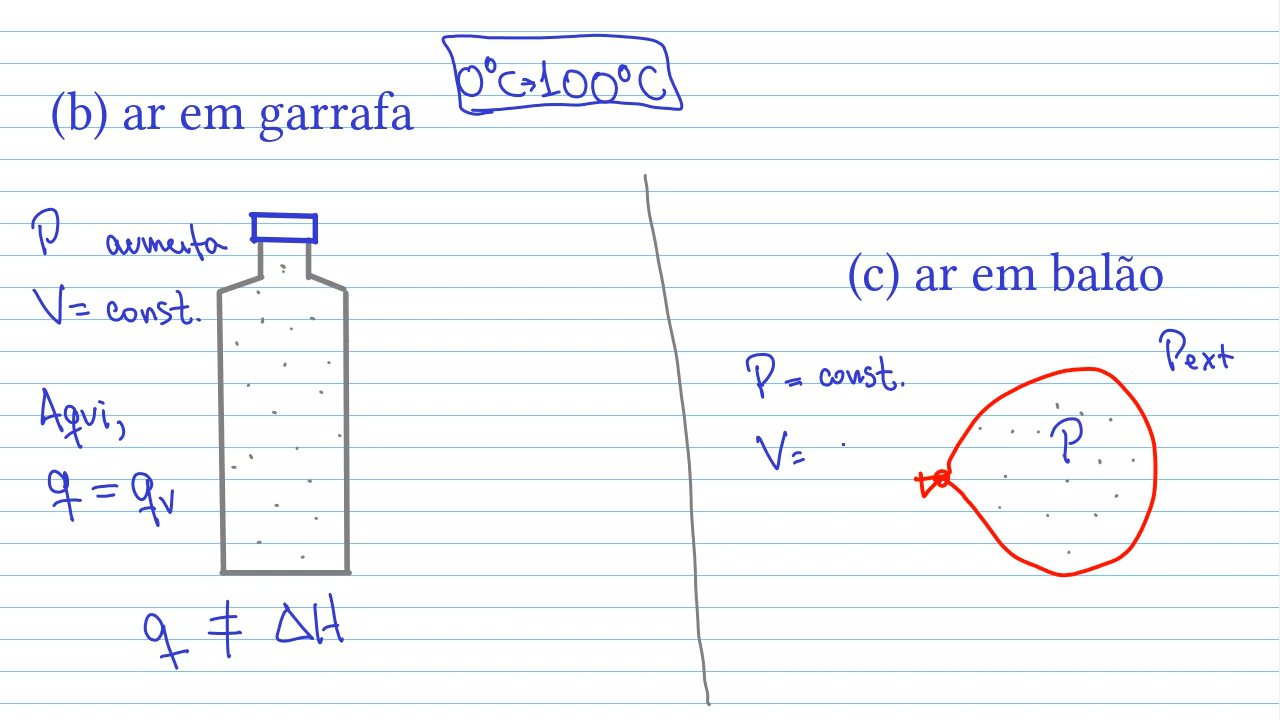 0°C→100°C
(b) ar em garrafa
P aumenta
V= const.
Aqui,
q = qv
q ≠ ΔH
(c) ar em balão
Pext
P = const.
V=
P